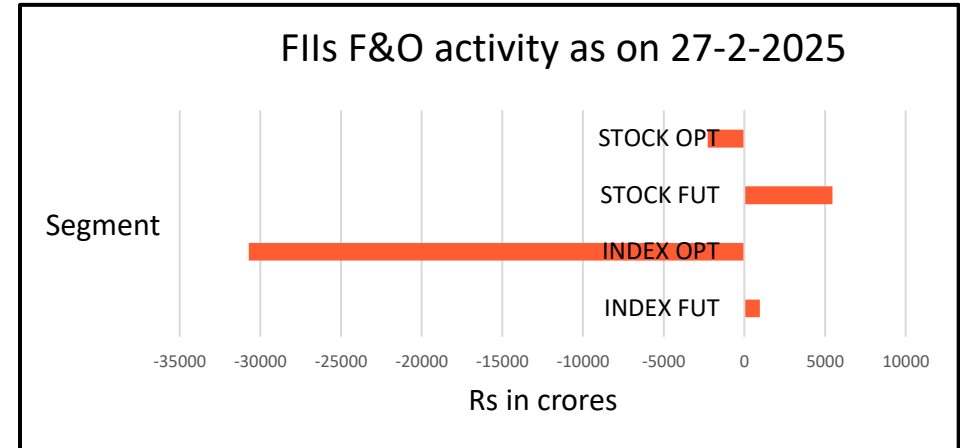 FIIs F&O activity as on 27-2-2025
STOCK OPT
STOCK FUT
Segment
INDEX OPT
INDEX FUT
-35000 -30000 -25000 -20000 -15000 -10000 -5000 0 5000 10000
Rs in crores